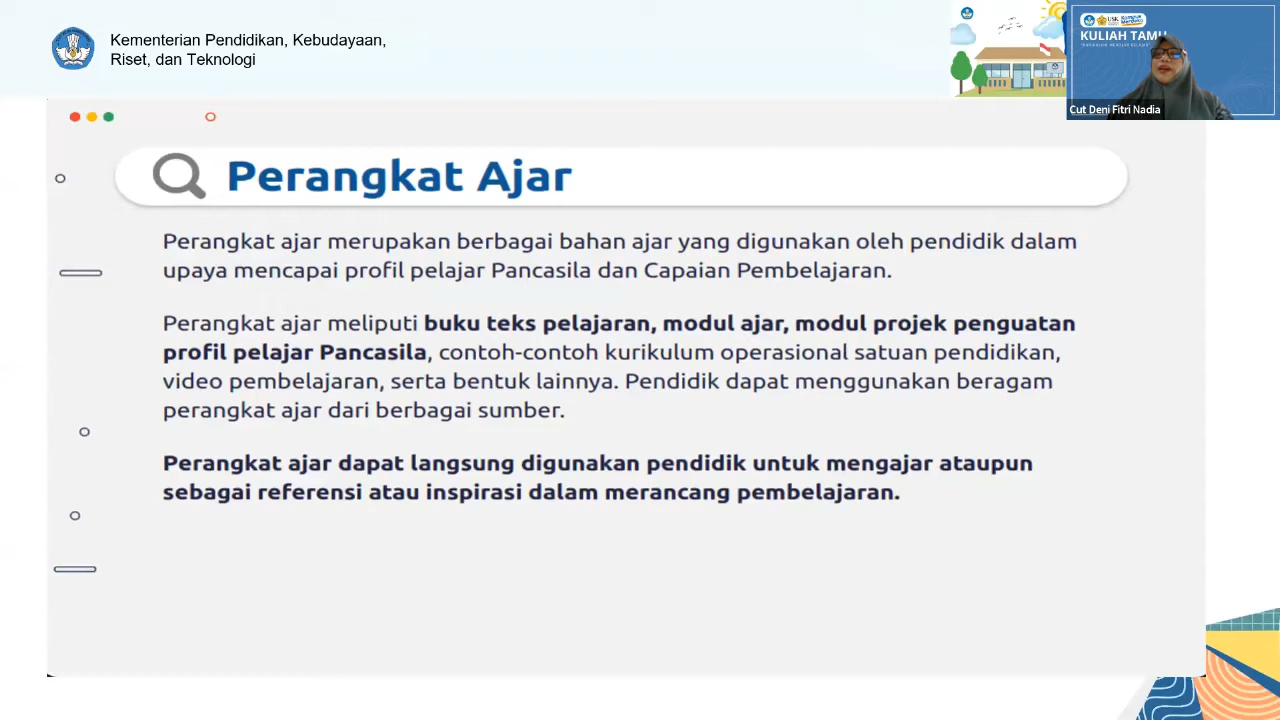 Kementerian Pendidikan, Kebudayaan,
Riset, dan Teknologi
USK
KULIAH TAMU
Cut Deni Fitri Nadia
Perangkat Ajar
Perangkat ajar merupakan berbagai bahan ajar yang digunakan oleh pendidik dalam
upaya mencapai profil pelajar Pancasila dan Capaian Pembelajaran.
Perangkat ajar meliputi buku teks pelajaran, modul ajar, modul projek penguatan
profil pelajar Pancasila, contoh-contoh kurikulum operasional satuan pendidikan,
video pembelajaran, serta bentuk lainnya. Pendidik dapat menggunakan beragam
perangkat ajar dari berbagai sumber.
Perangkat ajar dapat langsung digunakan pendidik untuk mengajar ataupun
sebagai referensi atau inspirasi dalam merancang pembelajaran.